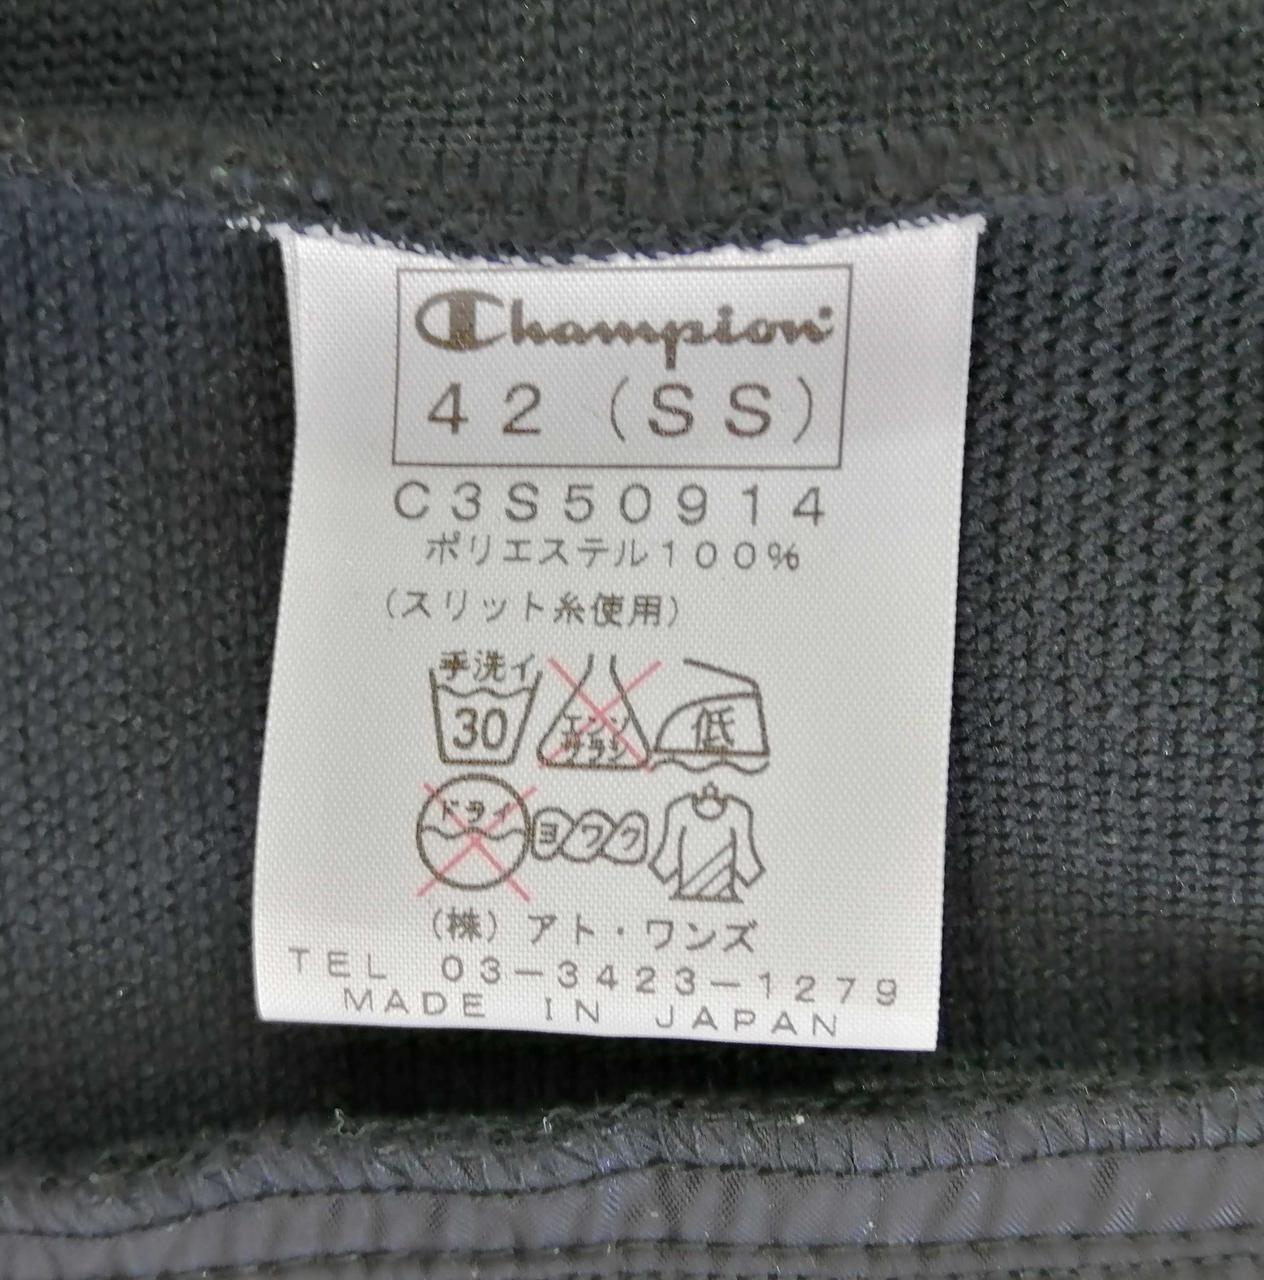 Champion
42(SS)
C3S50914
ポリエステル100%
(スリット糸使用)
手洗イ
30
エンソ
サラシ
低
ドライ
ヨワク
(株)アト・ワンズ
TEL 03-3423-1279
MADE IN JAPAN